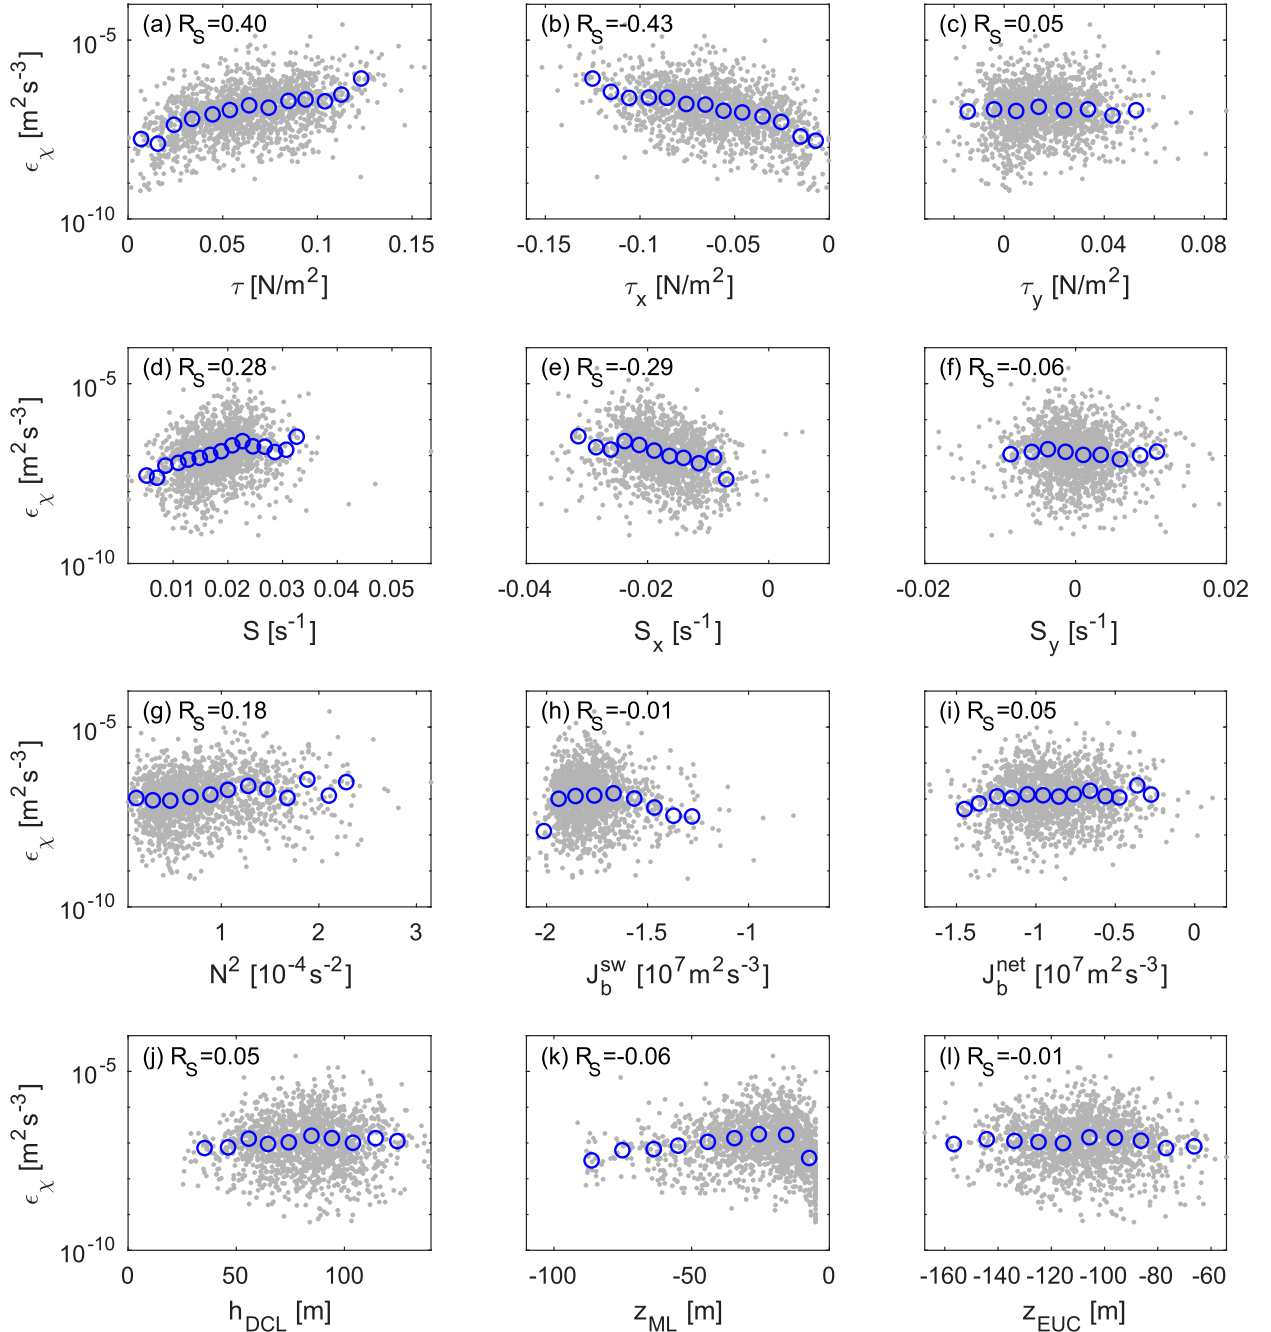 (a) R_S=0.40
(b) R_S=-0.43
(c) R_S=0.05
10^-5
10^-10
ϵ_χ [m^2 s^-3]
0 0.05 0.1 0.15
-0.15 -0.1 -0.05 0
0 0.04 0.08
τ [N/m^2]
τ_x [N/m^2]
τ_y [N/m^2]
(d) R_S=0.28
(e) R_S=-0.29
(f) R_S=-0.06
10^-5
10^-10
ϵ_χ [m^2 s^-3]
0.01 0.02 0.03 0.04 0.05
-0.04 -0.02 0
-0.02 0 0.02
S [s^-1]
S_x [s^-1]
S_y [s^-1]
(g) R_S=0.18
(h) R_S=-0.01
(i) R_S=0.05
10^-5
10^-10
ϵ_χ [m^2 s^-3]
1 2 3
-2 -1.5 -1
-1.5 -1 -0.5 0
N^2 [10^-4 s^-2]
J_b^sw [10^7 m^2 s^-3]
J_b^net [10^7 m^2 s^-3]
(j) R_S=0.05
(k) R_S=-0.06
(l) R_S=-0.01
10^-5
10^-10
ϵ_χ [m^2 s^-3]
0 50 100
-100 -50 0
-160 -140 -120 -100 -80 -60
h_DCL [m]
z_ML [m]
z_EUC [m]